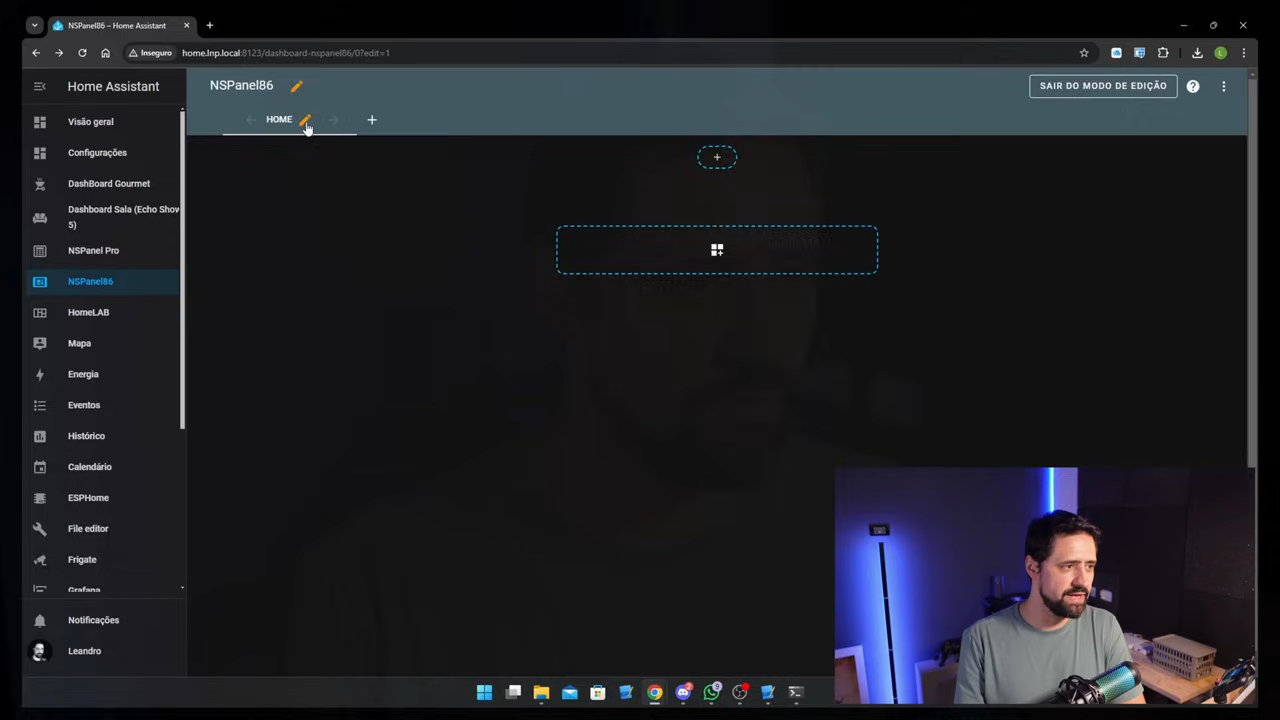 NSPanel86 – Home Assistant
Inseguro
home.lnp.local:8123/dashboard-nspanel86/0?edit=1
Home Assistant
NSPanel86
SAIR DO MODO DE EDIÇÃO
HOME
Visão geral
Configurações
DashBoard Gourmet
Dashboard Sala (Echo Show
5)
NSPanel Pro
NSPanel86
HomeLAB
Mapa
Energia
Eventos
Histórico
Calendário
ESPHome
File editor
Frigate
Grafana
Notificações
Leandro